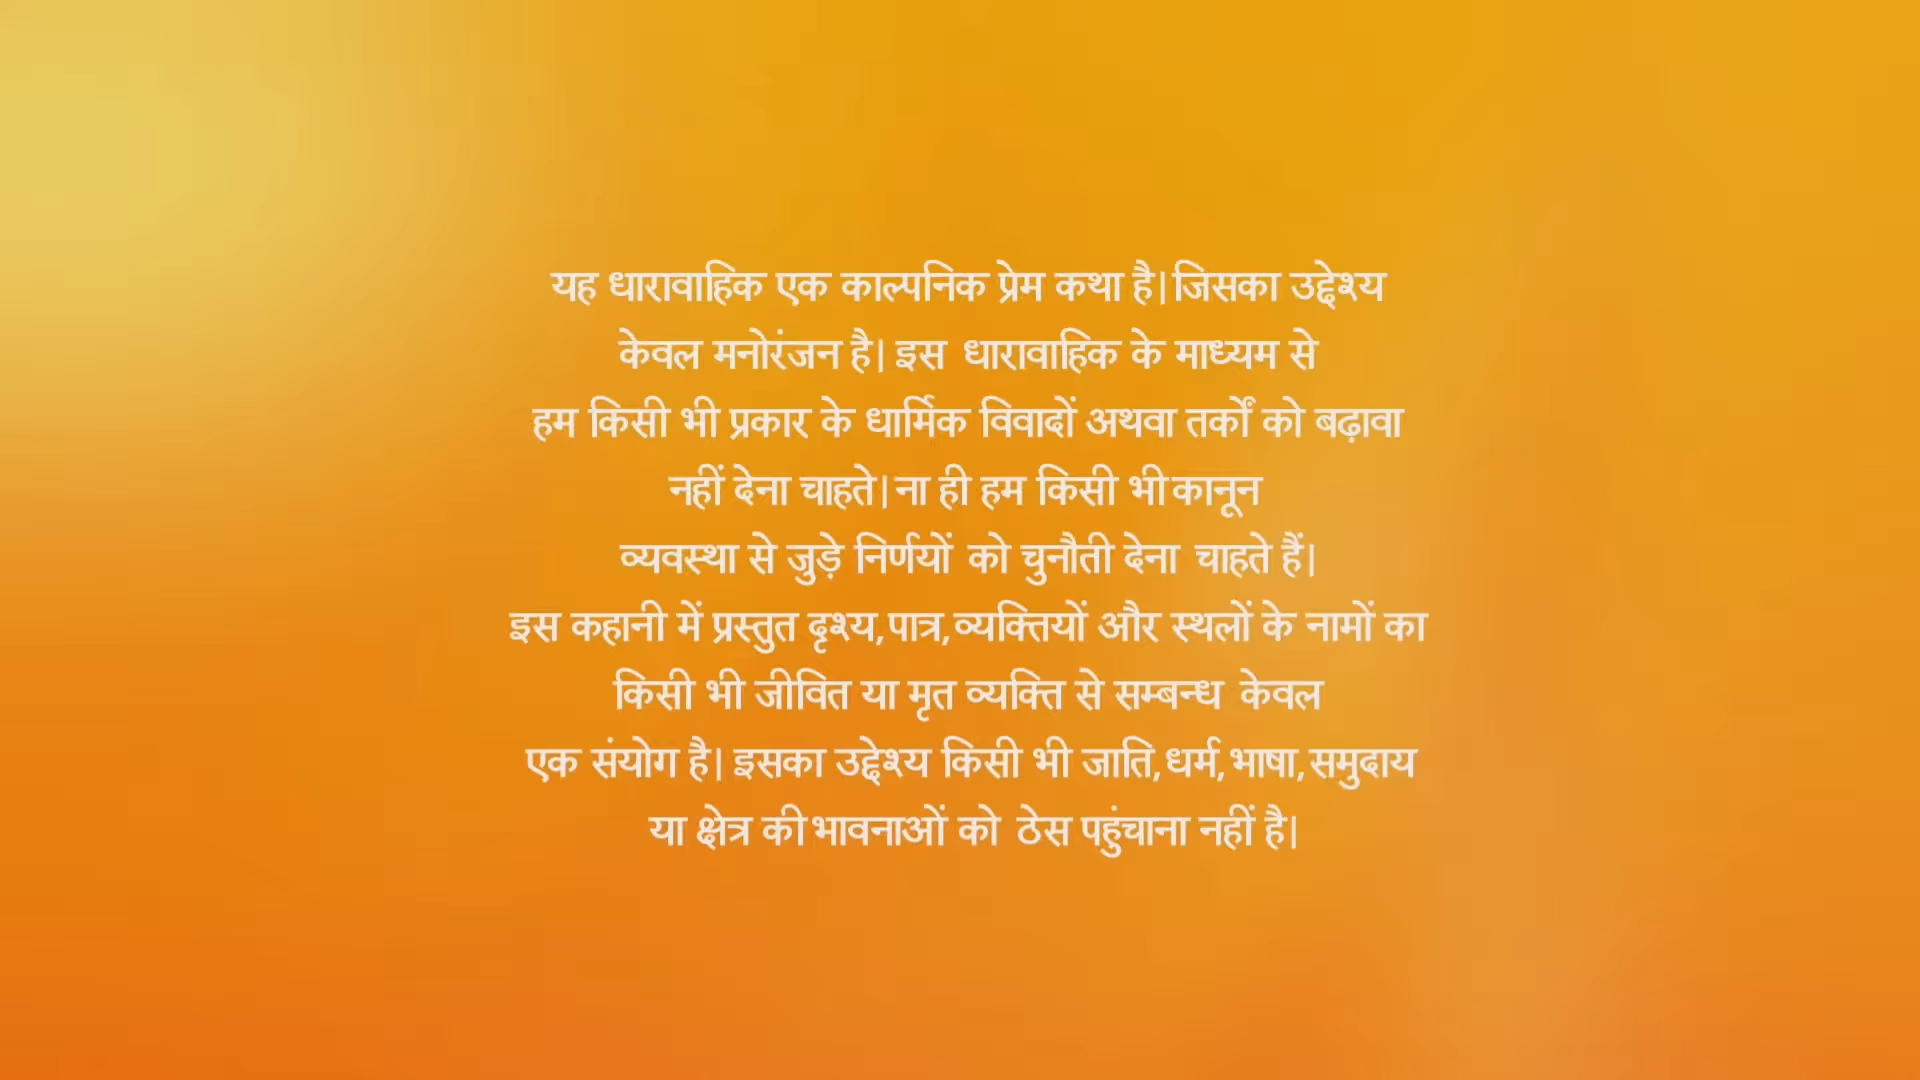 यह धारावाहिक एक काल्पनिक प्रेम कथा है|जिसका उद्देश्य
केवल मनोरंजन है| इस धारावाहिक के माध्यम से
हम किसी भी प्रकार के धार्मिक विवादों अथवा तर्कों को बढ़ावा
नहीं देना चाहते|ना ही हम किसी भी कानून
व्यवस्था से जुड़े निर्णयों को चुनौती देना चाहते हैं|
इस कहानी में प्रस्तुत दृश्य,पात्र,व्यक्तियों और स्थलों के नामों का
किसी भी जीवित या मृत व्यक्ति से सम्बन्ध केवल
एक संयोग है| इसका उद्देश्य किसी भी जाति,धर्म,भाषा,समुदाय
या क्षेत्र की भावनाओं को ठेस पहुंचाना नहीं है|